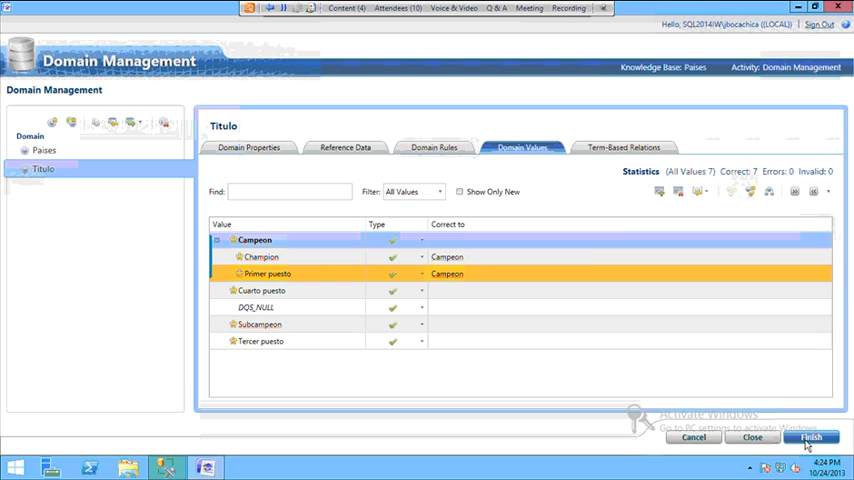 Content (4) Attendees (10) Voice & Video Q & A Meeting Recording
Hello, SQL2014\W\jbocachica ((LOCAL)) Sign Out
Domain Management
Knowledge Base: Paises Activity: Domain Management
Domain Management
Domain
Paises
Titulo
Titulo
Domain Properties Reference Data Domain Rules Domain Values Term-Based Relations
Statistics (All Values 7) Correct: 7 Errors: 0 Invalid: 0
Find: Filter: All Values Show Only New
Value Type Correct to
Campeon
Champion Campeon
Primer puesto Campeon
Cuarto puesto
DQS_NULL
Subcampeon
Tercer puesto
Activate Windows
Go to PC settings to activate Windows.
Cancel Close Finish
4:24 PM
10/24/2013